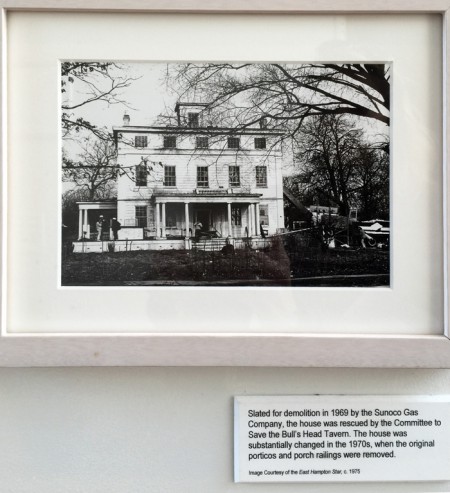 Slated for demolition in 1969 by the Sunoco Gas
Company, the house was rescued by the Committee to
Save the Bull's Head Tavern. The house was
substantially changed in the 1970s, when the original
porticos and porch railings were removed.
Image Courtesy of the East Hampton Star, c. 1975